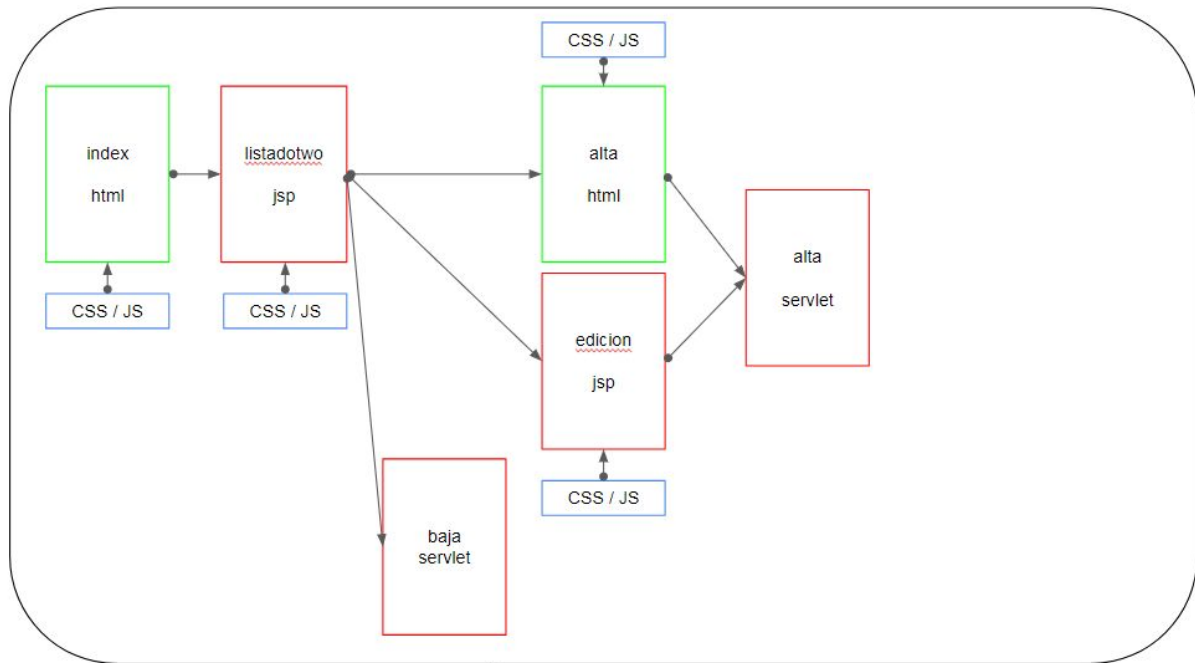 CSS / JS
index
html
listadotwo
jsp
alta
html
alta
servlet
CSS / JS
CSS / JS
edicion
jsp
CSS / JS
baja
servlet